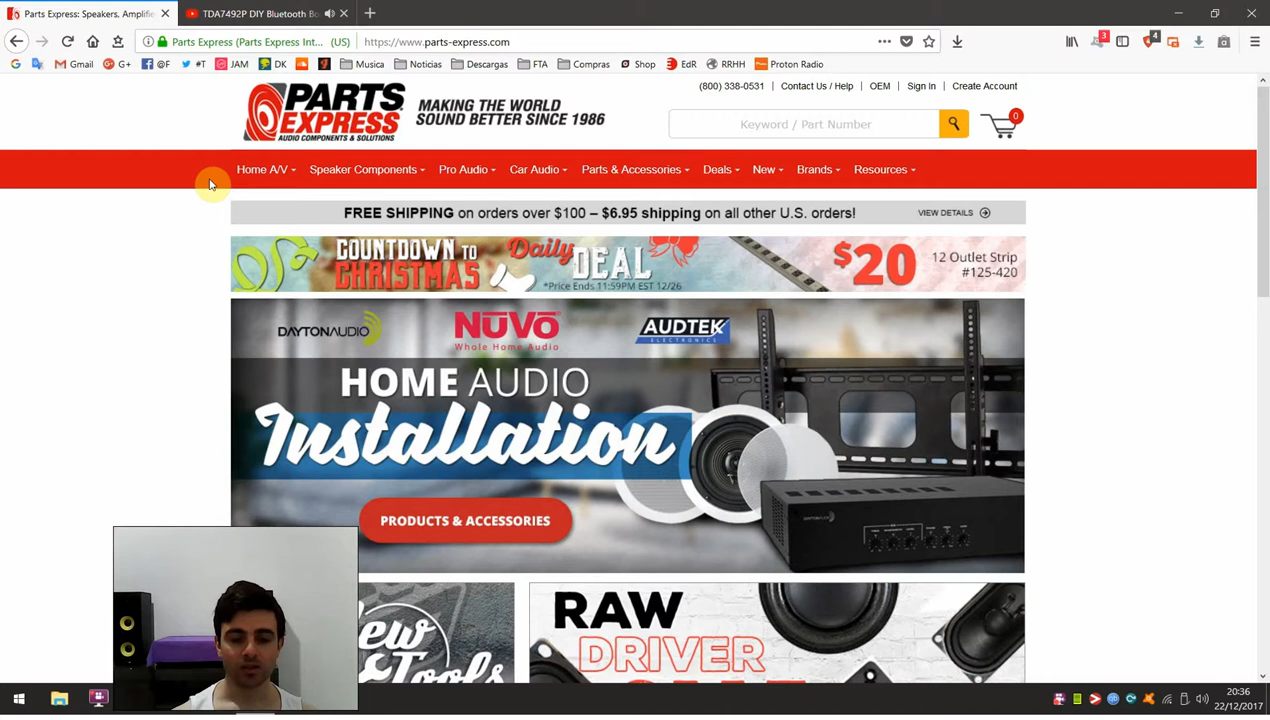 Parts Express: Speakers, Amplifie
TDA7492P DIY Bluetooth Bo
Parts Express (Parts Express Int... (US)
https://www.parts-express.com
3
4
Gmail
G+
@F
#T
JAM
DK
Musica
Noticias
Descargas
FTA
Compras
Shop
EdR
RRHH
Proton Radio
(800) 338-0531
Contact Us / Help
OEM
Sign In
Create Account
PARTS EXPRESS
AUDIO COMPONENTS & SOLUTIONS
MAKING THE WORLD
SOUND BETTER SINCE 1986
Keyword / Part Number
0
Home A/V
Speaker Components
Pro Audio
Car Audio
Parts & Accessories
Deals
New
Brands
Resources
FREE SHIPPING on orders over $100 – $6.95 shipping on all other U.S. orders!
VIEW DETAILS
COUNTDOWN TO
CHRISTMAS
Daily
DEAL
*Price Ends 11:59PM EST 12/26
$20
12 Outlet Strip
#125-420
DAYTON AUDIO
NUVO
Whole Home Audio
AUDTEK
ELECTRONICS
HOME AUDIO
Installation
PRODUCTS & ACCESSORIES
New
& Tools
RAW
DRIVER
20:36
22/12/2017